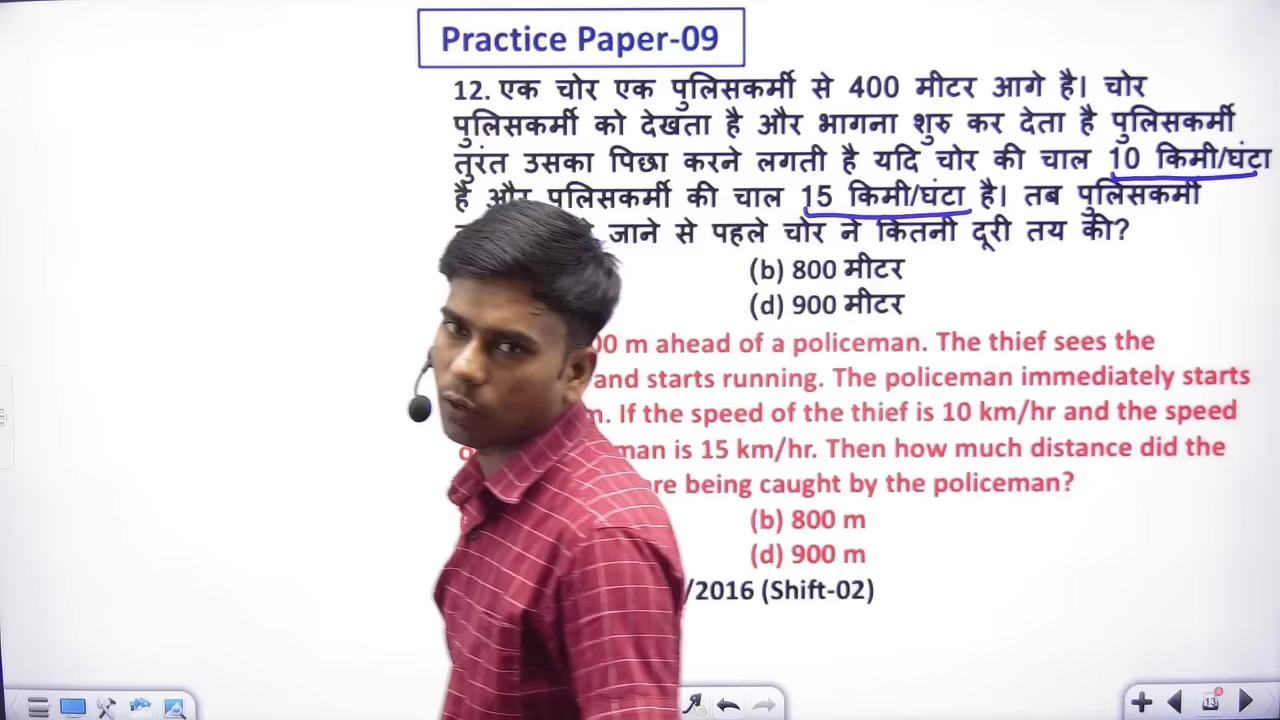 Practice Paper-09
12. एक चोर एक पुलिसकर्मी से 400 मीटर आगे है। चोर
पुलिसकर्मी को देखता है और भागना शुरु कर देता है पुलिसकर्मी
तुरंत उसका पिछा करने लगती है यदि चोर की चाल 10 किमी/घंटा
है और पुलिसकर्मी की चाल 15 किमी/घंटा है। तब पुलिसकर्मी
जाने से पहले चोर ने कितनी दूरी तय की?
(b) 800 मीटर
(d) 900 मीटर
m ahead of a policeman. The thief sees the
and starts running. The policeman immediately starts
If the speed of the thief is 10 km/hr and the speed
is 15 km/hr. Then how much distance did the
being caught by the policeman?
(b) 800 m
(d) 900 m
/2016 (Shift-02)
13